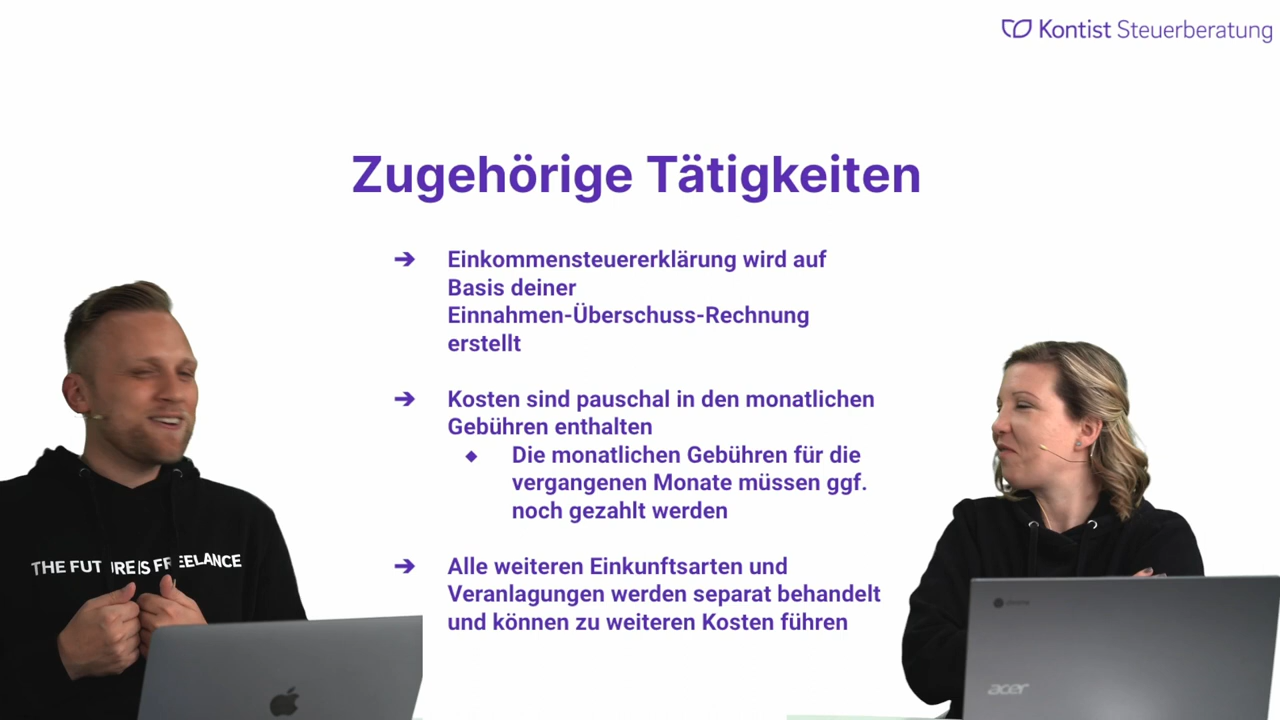 Kontist Steuerberatung
Zugehörige Tätigkeiten
➔ Einkommensteuererklärung wird auf
Basis deiner
Einnahmen-Überschuss-Rechnung
erstellt
➔ Kosten sind pauschal in den monatlichen
Gebühren enthalten
◆ Die monatlichen Gebühren für die
vergangenen Monate müssen ggf.
noch gezahlt werden
➔ Alle weiteren Einkunftsarten und
Veranlagungen werden separat behandelt
und können zu weiteren Kosten führen
THE FUTURE IS FREELANCE
acer